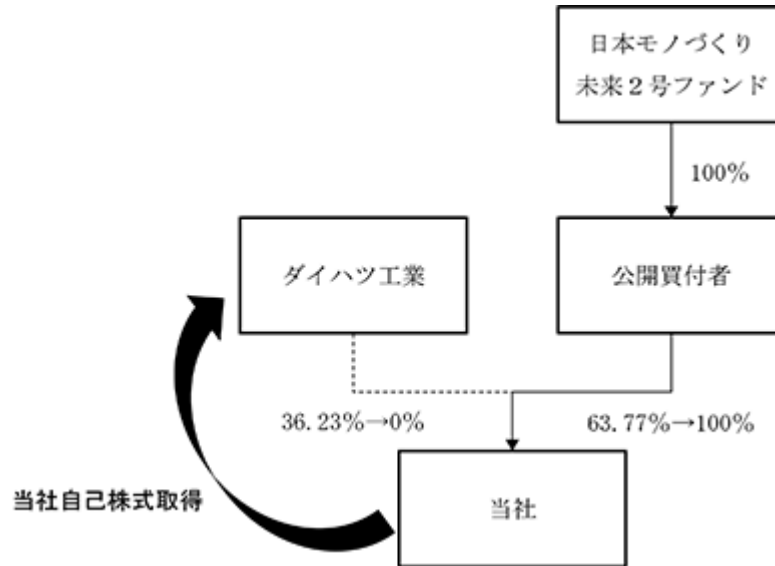 日本モノづくり
未来２号ファンド
100%
ダイハツ工業
公開買付者
36.23%→0%
63.77%→100%
当社自己株式取得
当社